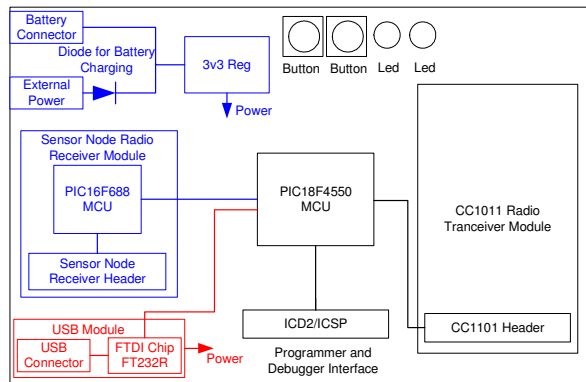 Battery
Connector
Diode for Battery
Charging
External
Power
3v3 Reg
Power
Button
Button
Led
Led
Sensor Node Radio
Receiver Module
PIC16F688
MCU
Sensor Node
Receiver Header
PIC18F4550
MCU
CC1011 Radio
Tranceiver Module
CC1101 Header
ICD2/ICSP
Programmer and
Debugger Interface
USB Module
USB
Connector
FTDI Chip
FT232R
Power